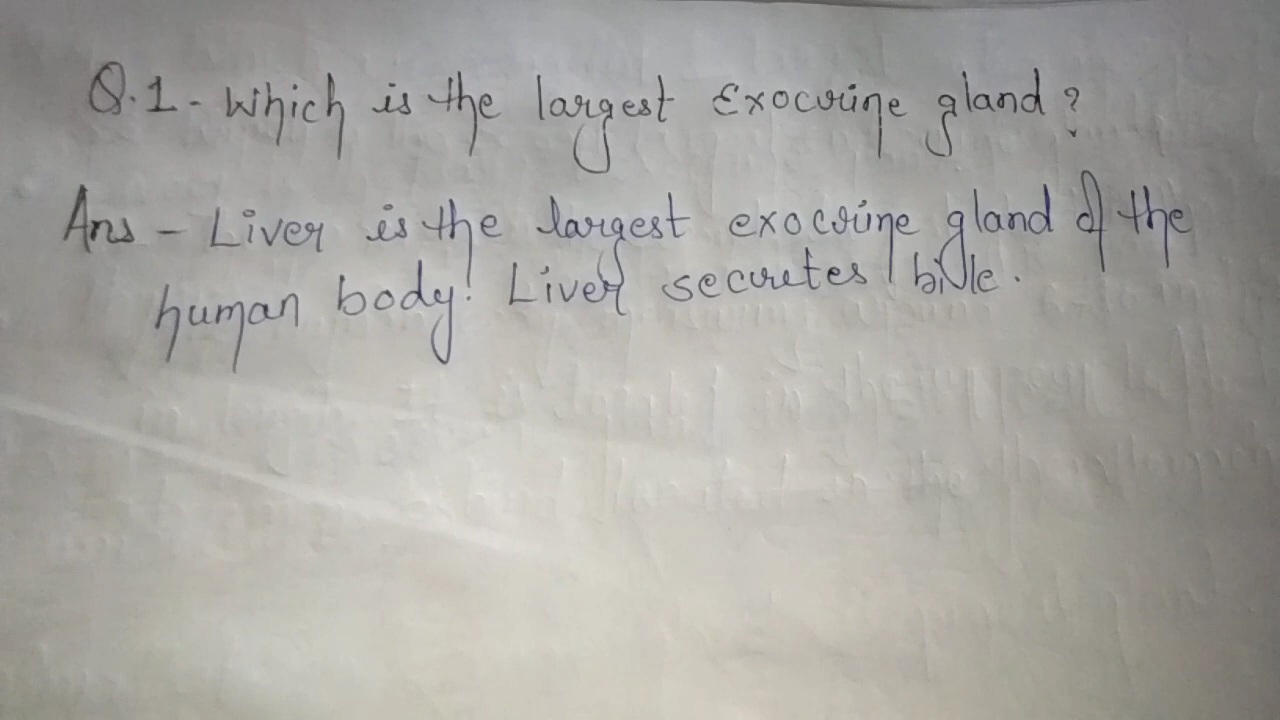 Q.1 - Which is the largest Exocrine gland?
Ans - Liver is the largest exocrine gland of the
human body. Liver secretes bile.